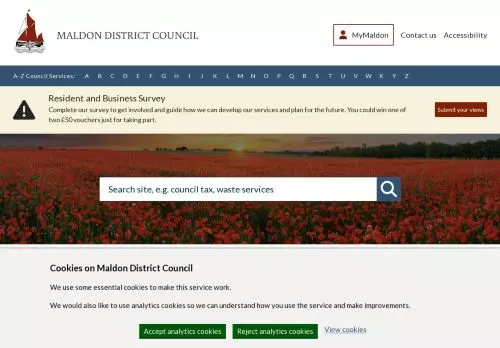 MALDON DISTRICT COUNCIL
MyMaldon
Contact us
Accessibility
A-Z Council Services: A B C D E F G H I J K L M N O P Q R S T U V W X Y Z
Resident and Business Survey
Complete our survey to get involved and guide how we can develop our services and plan for the future. You could win one of
two £50 vouchers just for taking part.
Submit your views
Search site, e.g. council tax, waste services
Cookies on Maldon District Council
We use some essential cookies to make this service work.
We would also like to use analytics cookies so we can understand how you use the service and make improvements.
Accept analytics cookies
Reject analytics cookies
View cookies